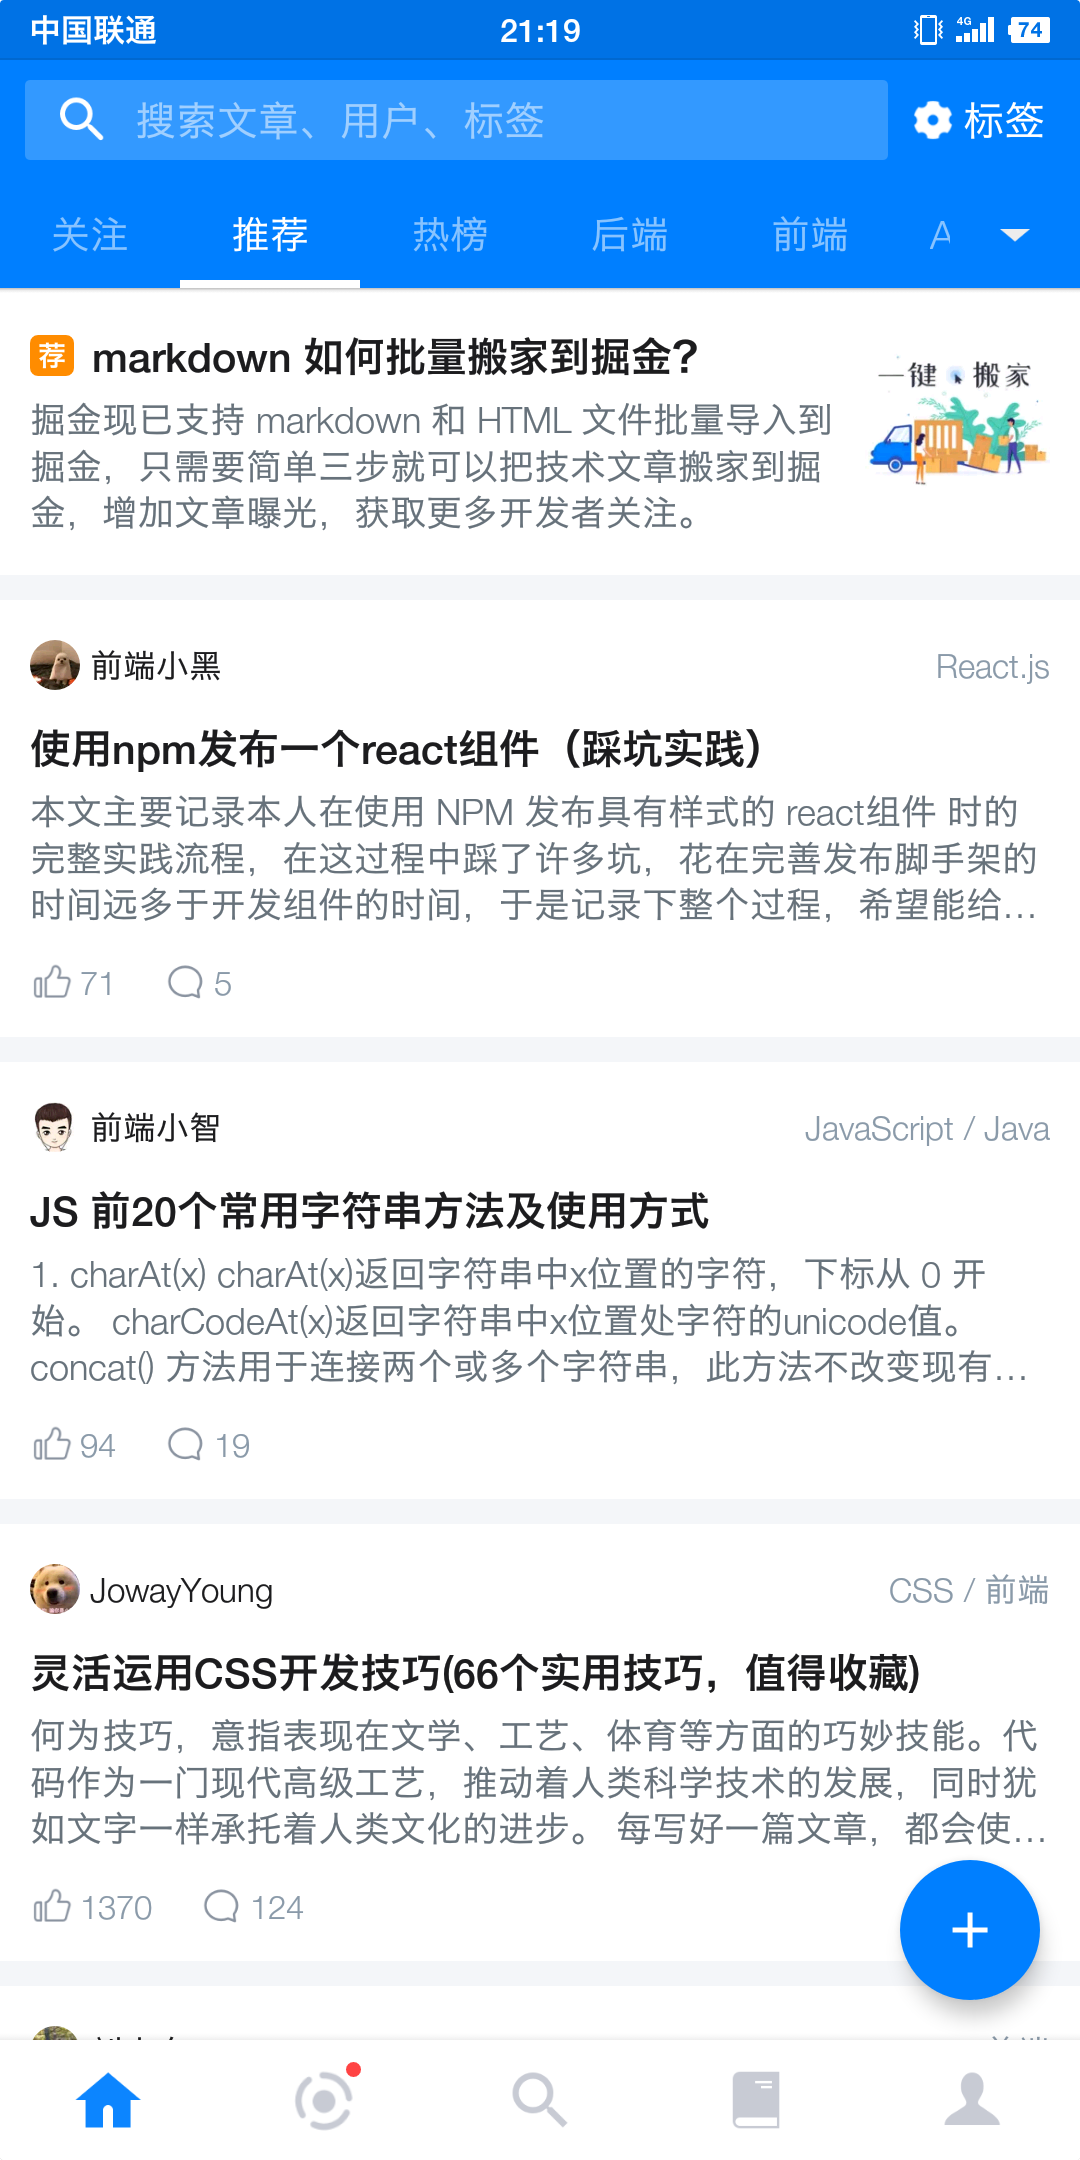 中国联通
21:19
4G
74
搜索文章、用户、标签
标签
关注
推荐
热榜
后端
前端
A
荐
markdown 如何批量搬家到掘金？
一键搬家
掘金现已支持 markdown 和 HTML 文件批量导入到
掘金，只需要简单三步就可以把技术文章搬家到掘
金，增加文章曝光，获取更多开发者关注。
前端小黑
React.js
使用npm发布一个react组件（踩坑实践）
本文主要记录本人在使用 NPM 发布具有样式的 react组件 时的
完整实践流程，在这过程中踩了许多坑，花在完善发布脚手架的
时间远多于开发组件的时间，于是记录下整个过程，希望能给...
71
5
前端小智
JavaScript / Java
JS 前20个常用字符串方法及使用方式
1. charAt(x) charAt(x)返回字符串中x位置的字符，下标从 0 开
始。 charCodeAt(x)返回字符串中x位置处字符的unicode值。
concat() 方法用于连接两个或多个字符串，此方法不改变现有...
94
19
JowayYoung
CSS / 前端
灵活运用CSS开发技巧(66个实用技巧，值得收藏)
何为技巧，意指表现在文学、工艺、体育等方面的巧妙技能。代
码作为一门现代高级工艺，推动着人类科学技术的发展，同时犹
如文字一样承托着人类文化的进步。 每写好一篇文章，都会使...
1370
124